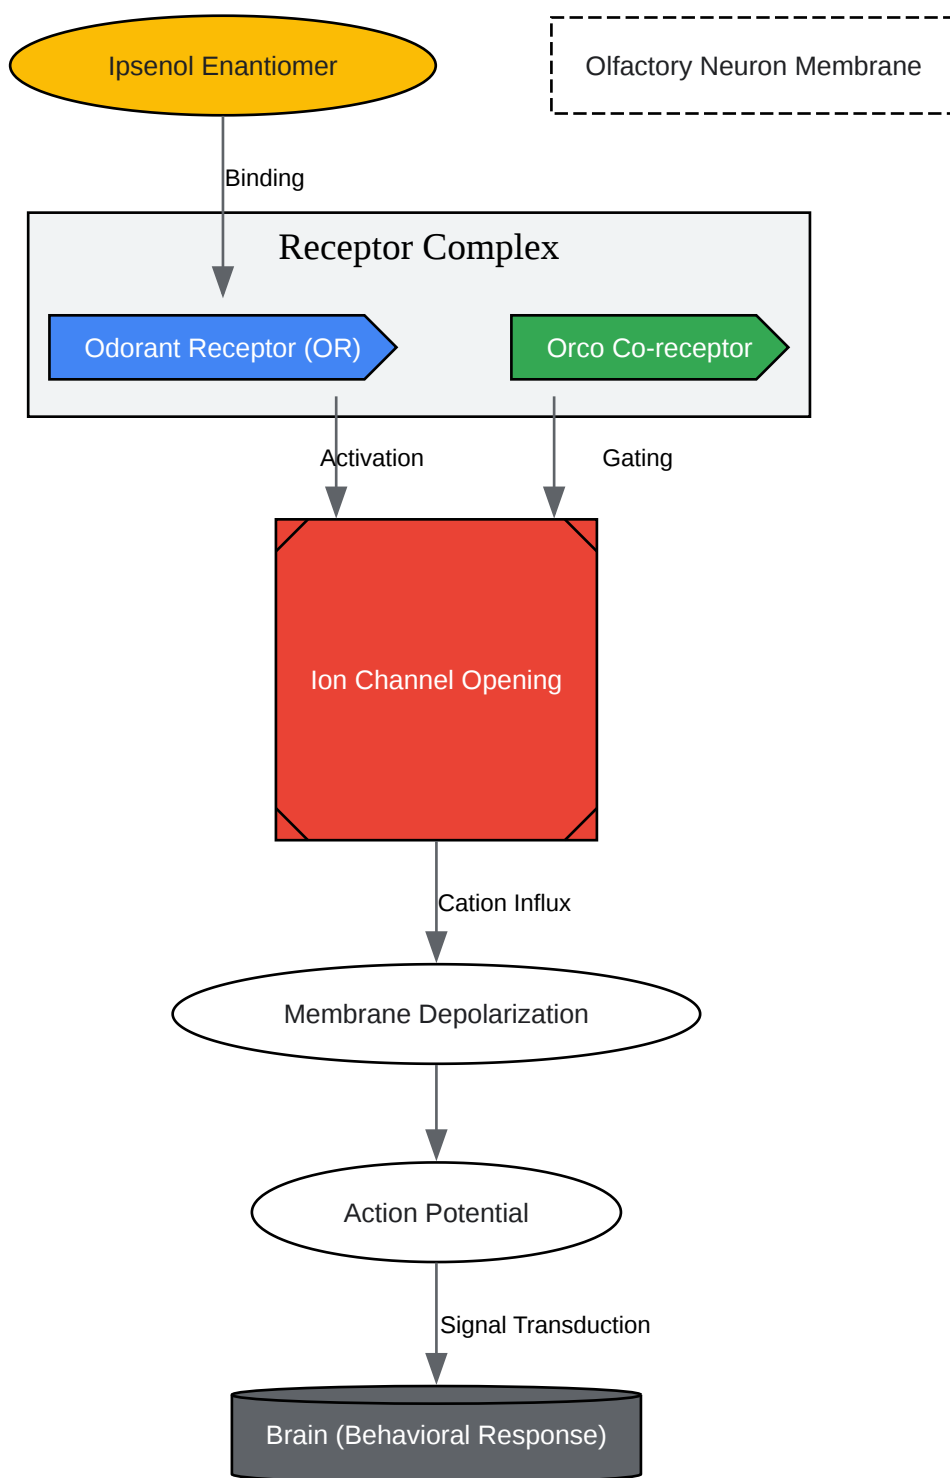 Ipsenol Enantiomer
Olfactory Neuron Membrane
Binding
Receptor Complex
Odorant Receptor (OR)
Orco Co-receptor
Activation
Gating
Ion Channel Opening
Cation Influx
Membrane Depolarization
Action Potential
Signal Transduction
Brain (Behavioral Response)